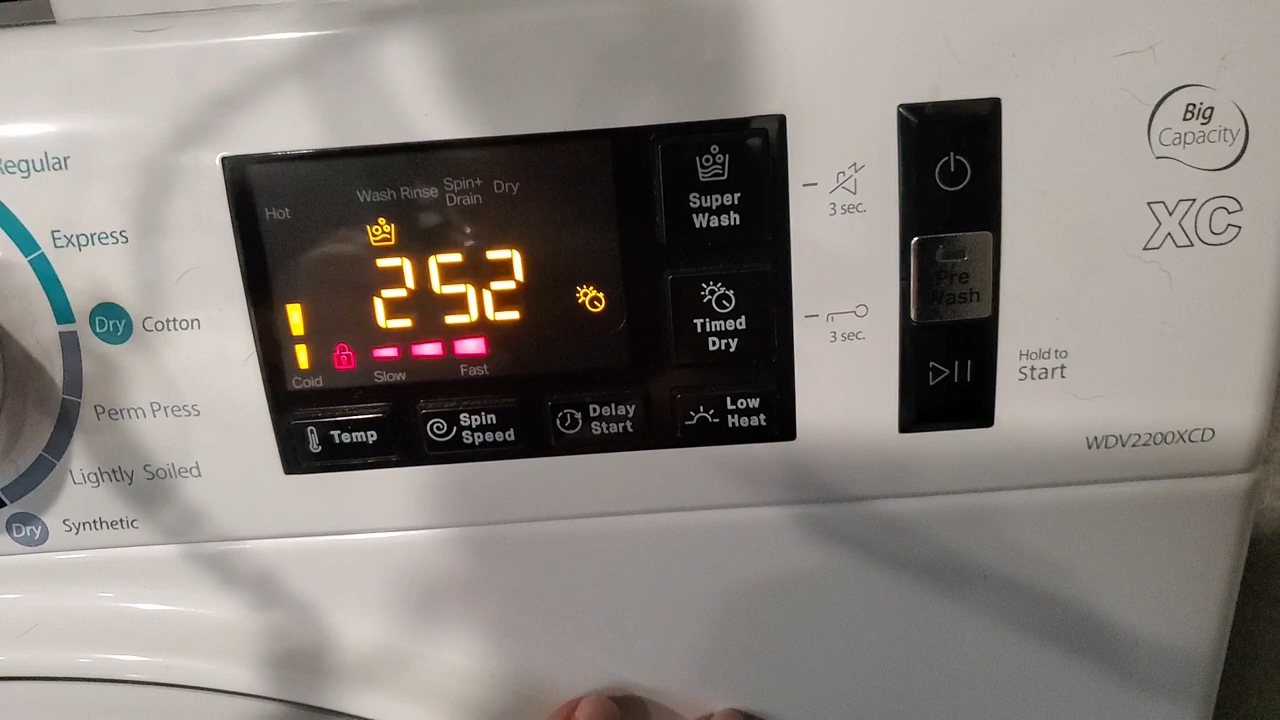 Regular
Express
Dry Cotton
Perm Press
Lightly Soiled
Dry Synthetic
Hot
Wash Rinse Spin+ Drain Dry
252
Cold
Slow
Fast
Temp
Spin
Speed
Delay
Start
Low
Heat
Super
Wash
Timed
Dry
3 sec.
3 sec.
Pre
Wash
Hold to
Start
Big
Capacity
XC
WDV2200XCD